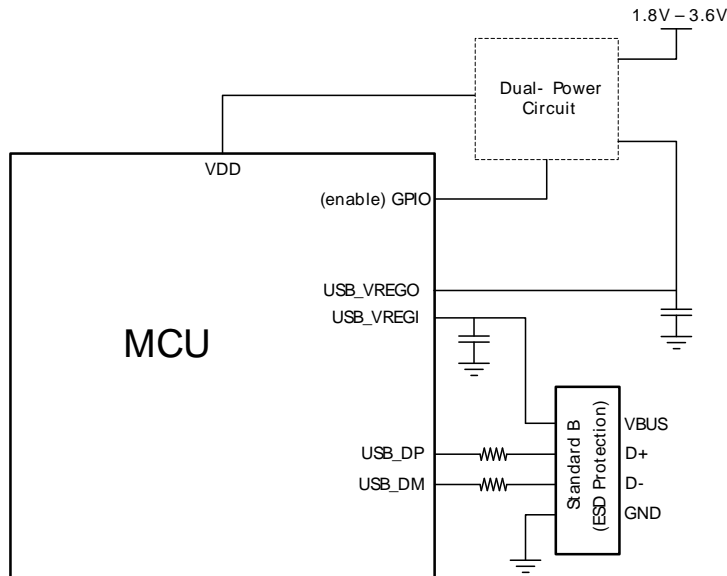 1.8V – 3.6V
Dual- Power
Circuit
VDD
(enable) GPIO
USB_VREGO
USB_VREGI
MCU
Standard B
(ESD Protection)
VBUS
USB_DP
D+
USB_DM
D-
GND